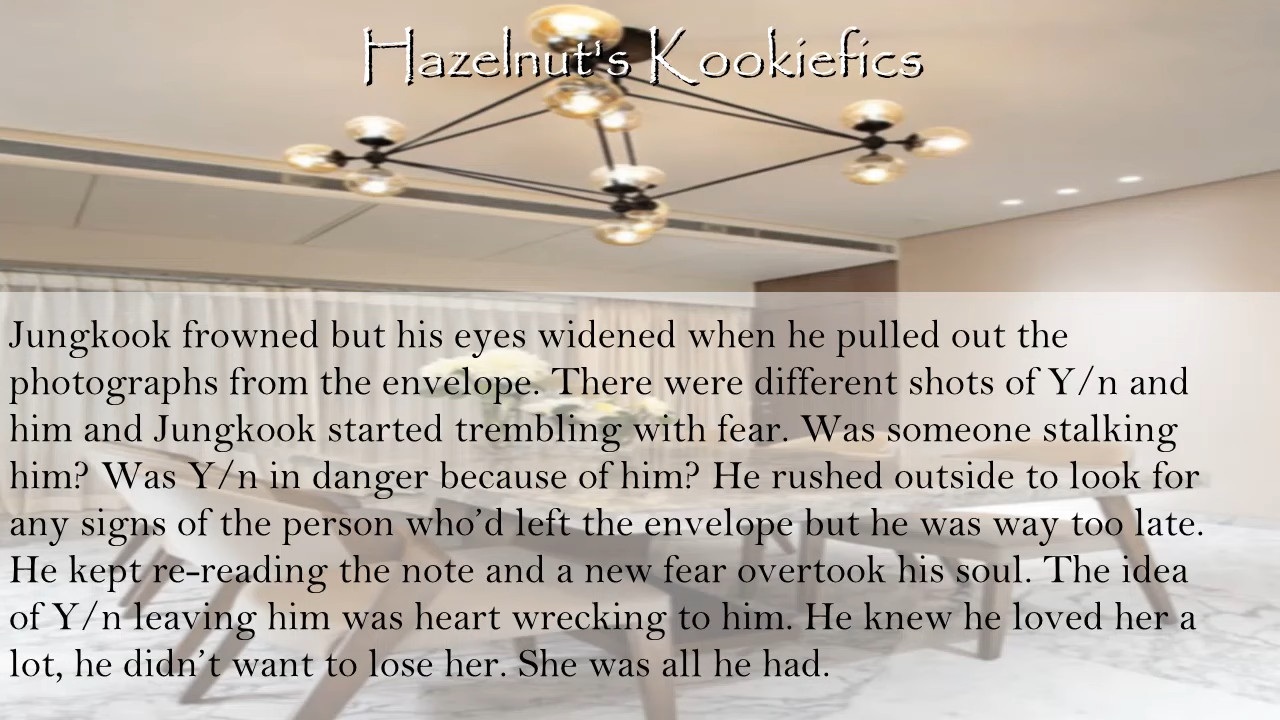 Hazelnut's Kookiefics
Jungkook frowned but his eyes widened when he pulled out the
photographs from the envelope. There were different shots of Y/n and
him and Jungkook started trembling with fear. Was someone stalking
him? Was Y/n in danger because of him? He rushed outside to look for
any signs of the person who’d left the envelope but he was way too late.
He kept re-reading the note and a new fear overtook his soul. The idea
of Y/n leaving him was heart wrecking to him. He knew he loved her a
lot, he didn’t want to lose her. She was all he had.